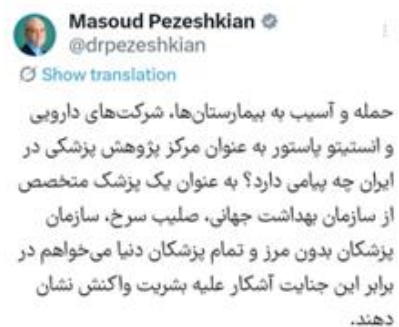 Masoud Pezeshkian
@drpezeshkian
Show translation
حمله و آسیب به بیمارستان‌ها، شرکت‌های دارویی
و انستیتو پاستور به عنوان مرکز پژوهش پزشکی در
ایران چه پیامی دارد؟ به عنوان یک پزشک متخصص
از سازمان بهداشت جهانی، صلیب سرخ، سازمان
پزشکان بدون مرز و تمام پزشکان دنیا می‌خواهم در
برابر این جنایت آشکار علیه بشریت واکنش نشان
دهند.